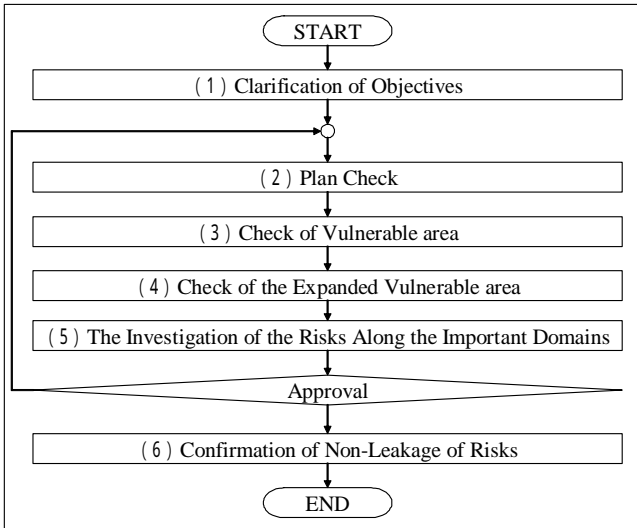 START
(1) Clarification of Objectives
(2) Plan Check
(3) Check of Vulnerable area
(4) Check of the Expanded Vulnerable area
(5) The Investigation of the Risks Along the Important Domains
Approval
(6) Confirmation of Non-Leakage of Risks
END